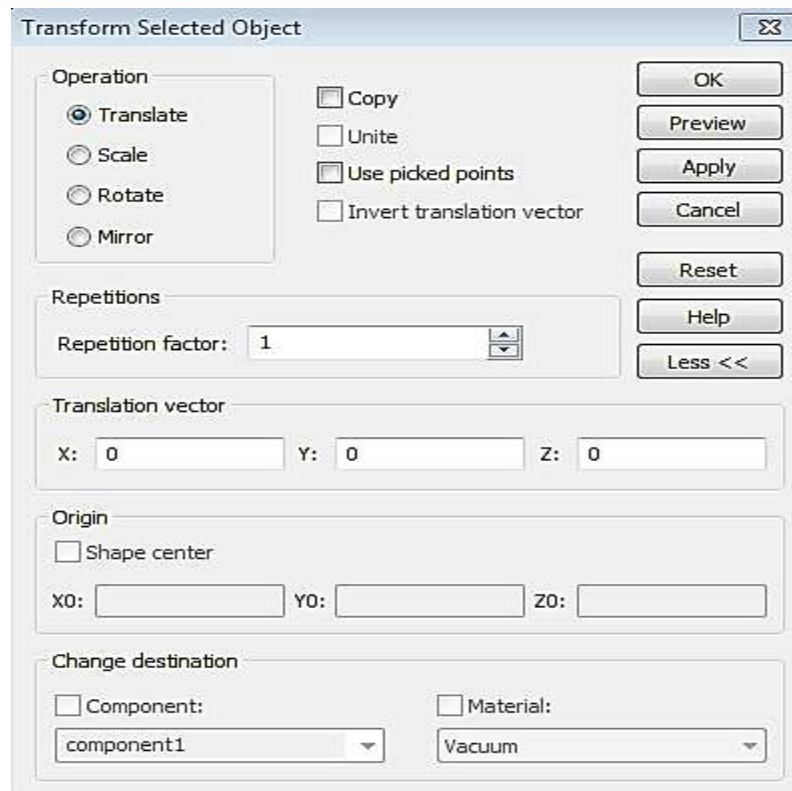 Transform Selected Object
Operation
Translate
Scale
Rotate
Mirror
Copy
Unite
Use picked points
Invert translation vector
OK
Preview
Apply
Cancel
Reset
Help
Less <<
Repetitions
Repetition factor: 1
Translation vector
X: 0 Y: 0 Z: 0
Origin
Shape center
X0: Y0: Z0:
Change destination
Component: Material:
component1 Vacuum